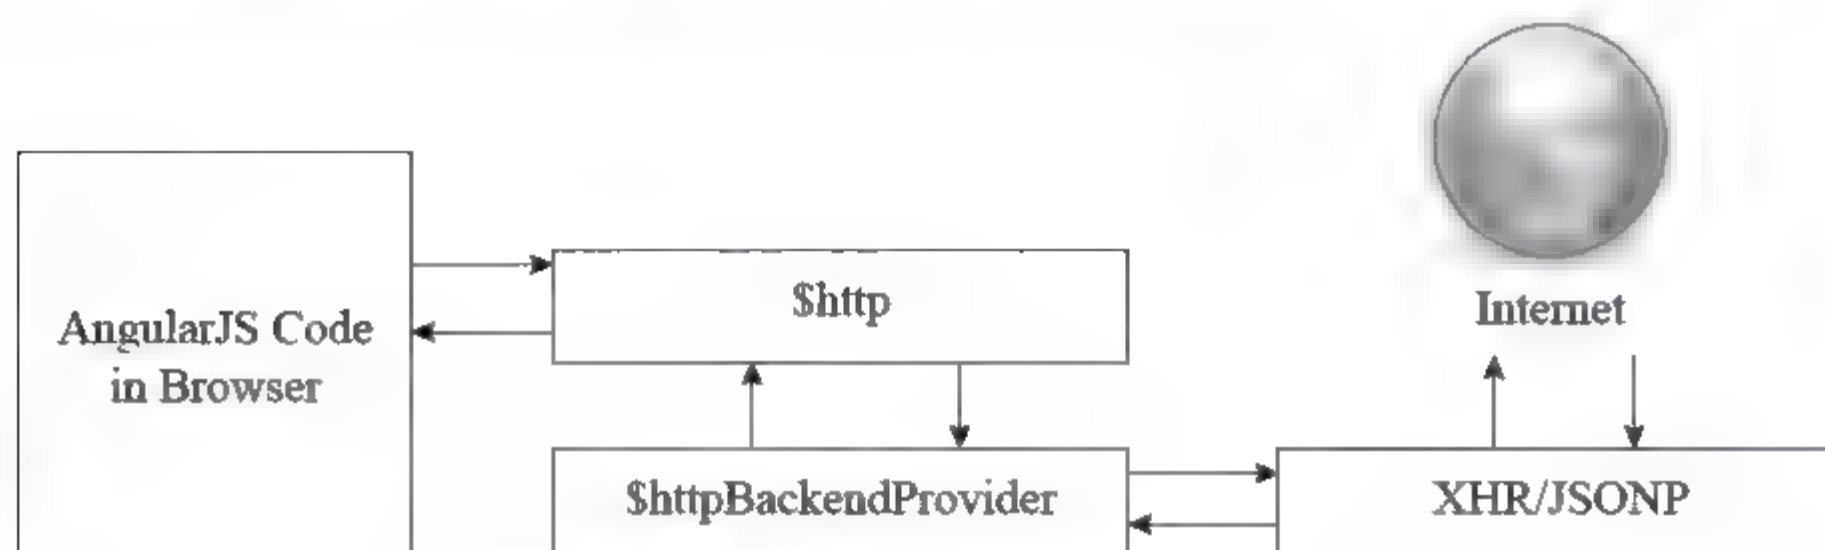 $http
Internet
AngularJS Code
in Browser
$httpBackendProvider
XHR/JSONP